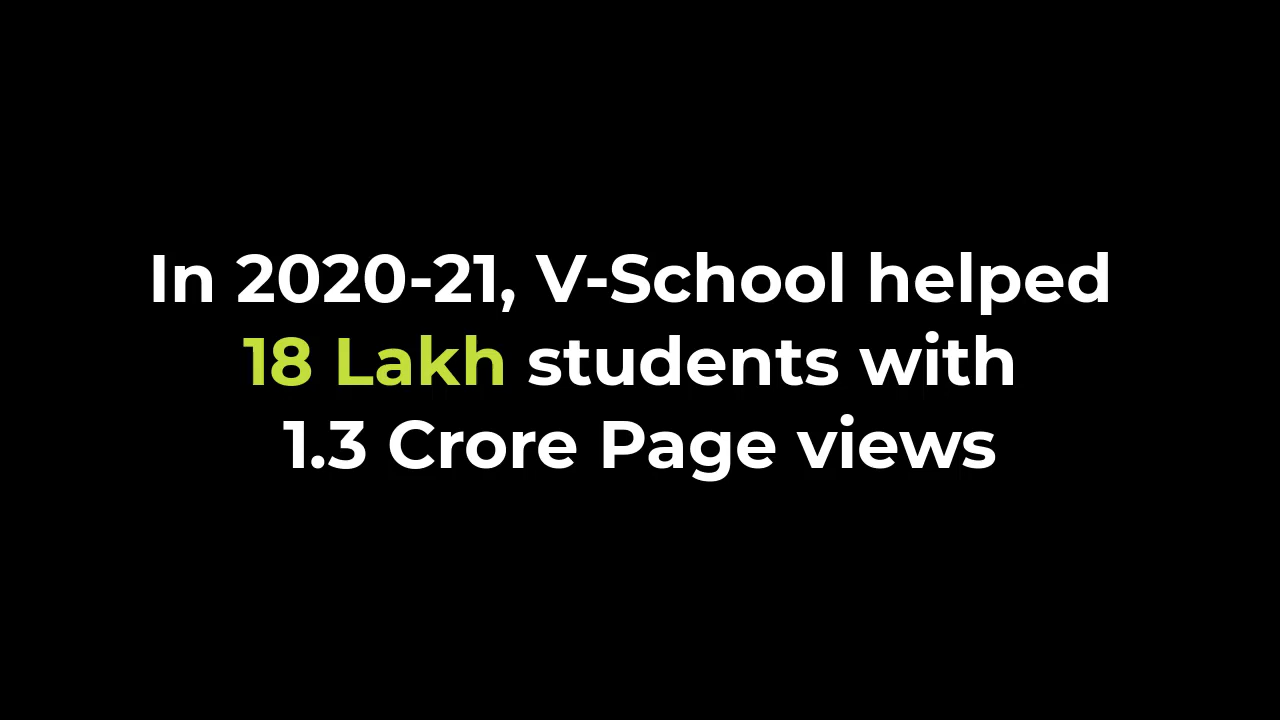 In 2020-21, V-School helped
18 Lakh students with
1.3 Crore Page views